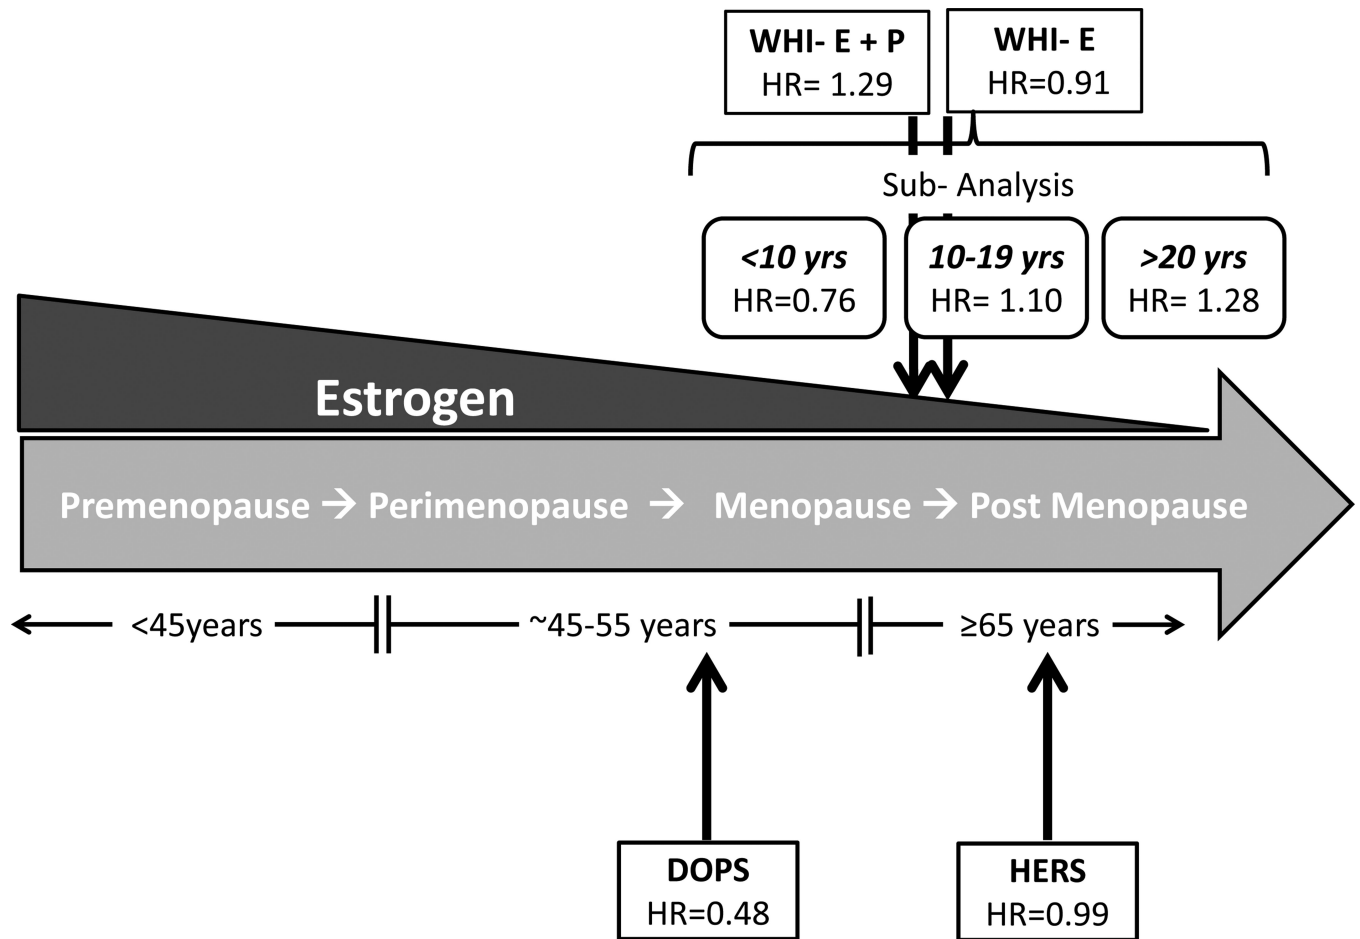 WHI- E + P
HR= 1.29
WHI- E
HR=0.91
Sub- Analysis
<10 yrs
HR=0.76
10-19 yrs
HR= 1.10
>20 yrs
HR= 1.28
Estrogen
Premenopause → Perimenopause → Menopause → Post Menopause
<45years
~45-55 years
≥65 years
DOPS
HR=0.48
HERS
HR=0.99